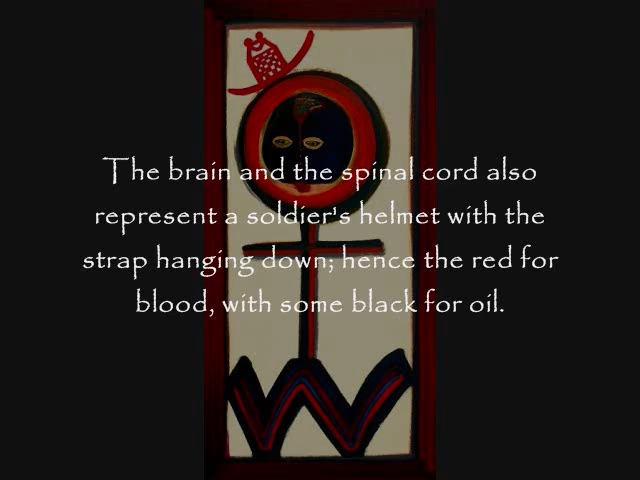 The brain and the spinal cord also
represent a soldier's helmet with the
strap hanging down; hence the red for
blood, with some black for oil.